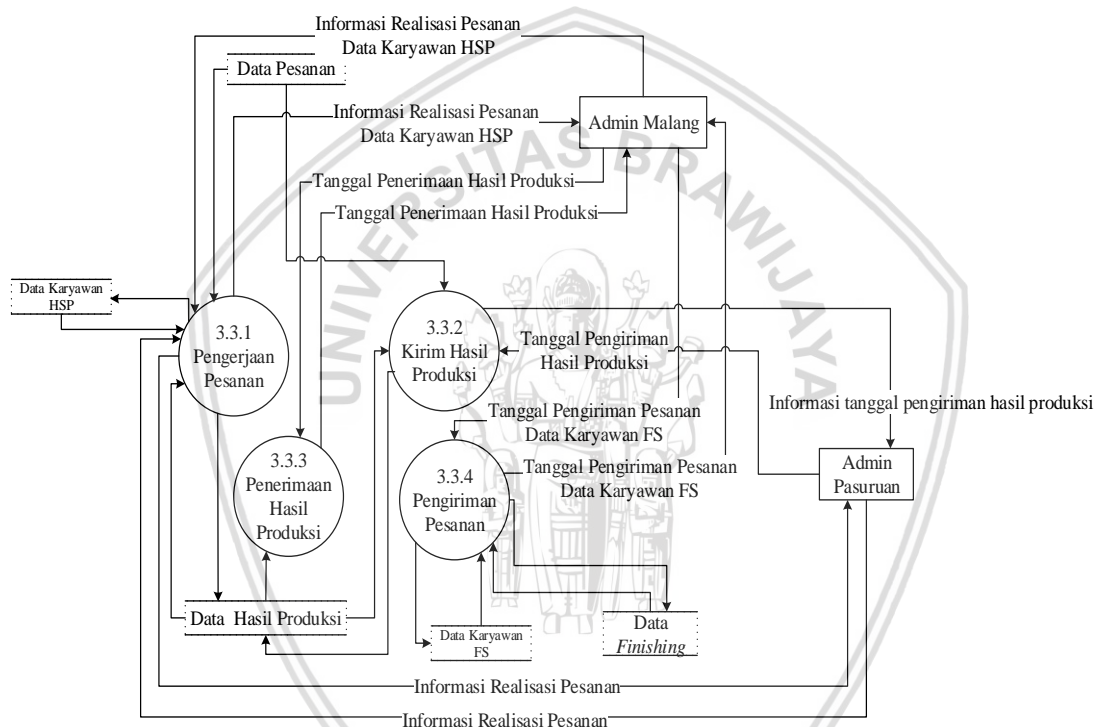 Informasi Realisasi Pesanan
Data Karyawan HSP
Data Pesanan
Informasi Realisasi Pesanan
Data Karyawan HSP
Admin Malang
UNIVERSITAS BRAWIJAYA
Tanggal Penerimaan Hasil Produksi
Tanggal Penerimaan Hasil Produksi
Data Karyawan
HSP
3.3.1
Pengerjaan
Pesanan
3.3.2
Kirim Hasil
Produksi
Tanggal Pengiriman
Hasil Produksi
Informasi tanggal pengiriman hasil produksi
Tanggal Pengiriman Pesanan
Data Karyawan FS
3.3.3
Penerimaan
Hasil
Produksi
3.3.4
Pengiriman
Pesanan
Tanggal Pengiriman Pesanan
Data Karyawan FS
Admin
Pasuruan
Data Hasil Produksi
Data Karyawan
FS
Data
Finishing
Informasi Realisasi Pesanan
Informasi Realisasi Pesanan